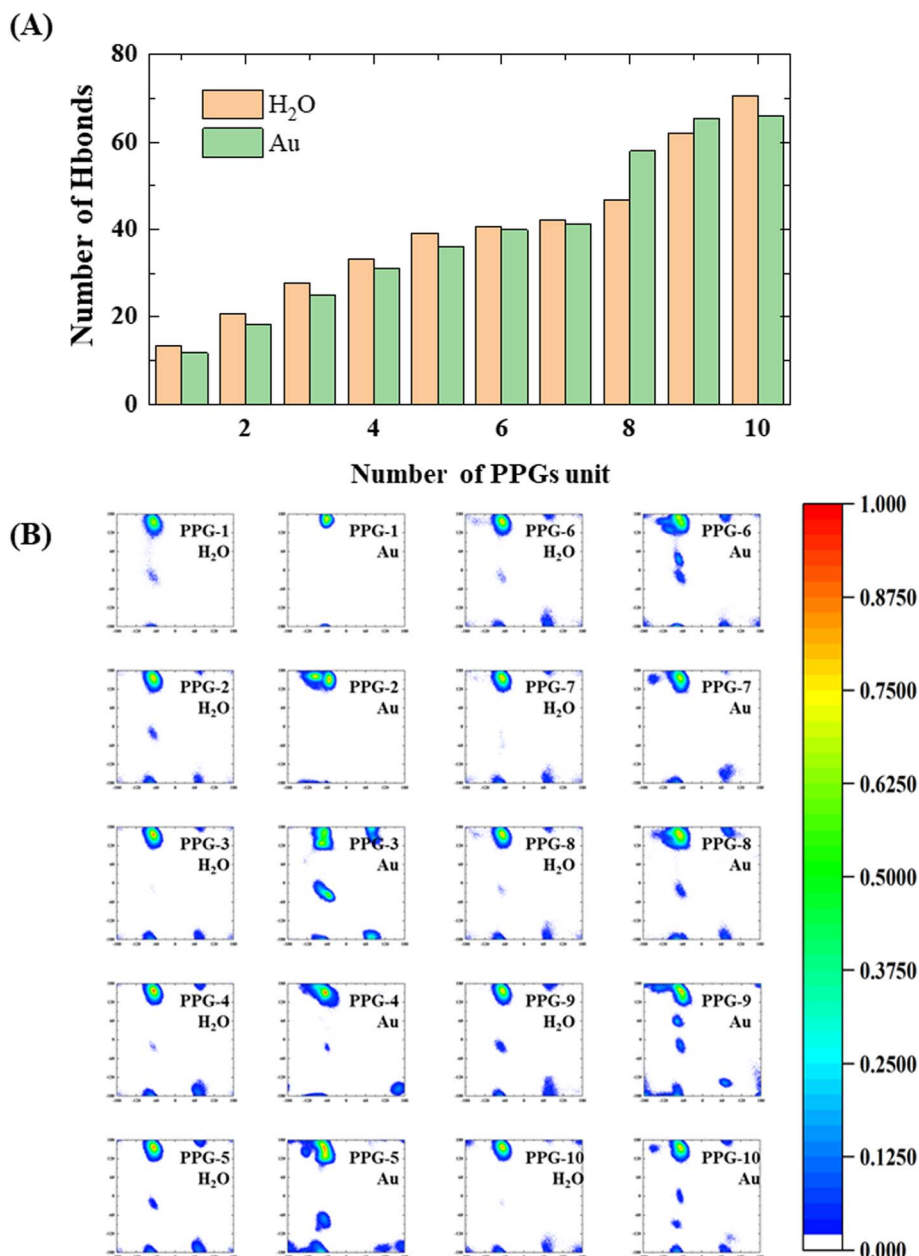 (A)
80
60
40
20
0
H₂O
Au
Number of Hbonds
2 4 6 8 10
Number of PPGs unit
(B)
PPG-1
H₂O
PPG-1
Au
PPG-6
H₂O
PPG-6
Au
PPG-2
H₂O
PPG-2
Au
PPG-7
H₂O
PPG-7
Au
PPG-3
H₂O
PPG-3
Au
PPG-8
H₂O
PPG-8
Au
PPG-4
H₂O
PPG-4
Au
PPG-9
H₂O
PPG-9
Au
PPG-5
H₂O
PPG-5
Au
PPG-10
H₂O
PPG-10
Au
1.000
0.8750
0.7500
0.6250
0.5000
0.3750
0.2500
0.1250
0.000